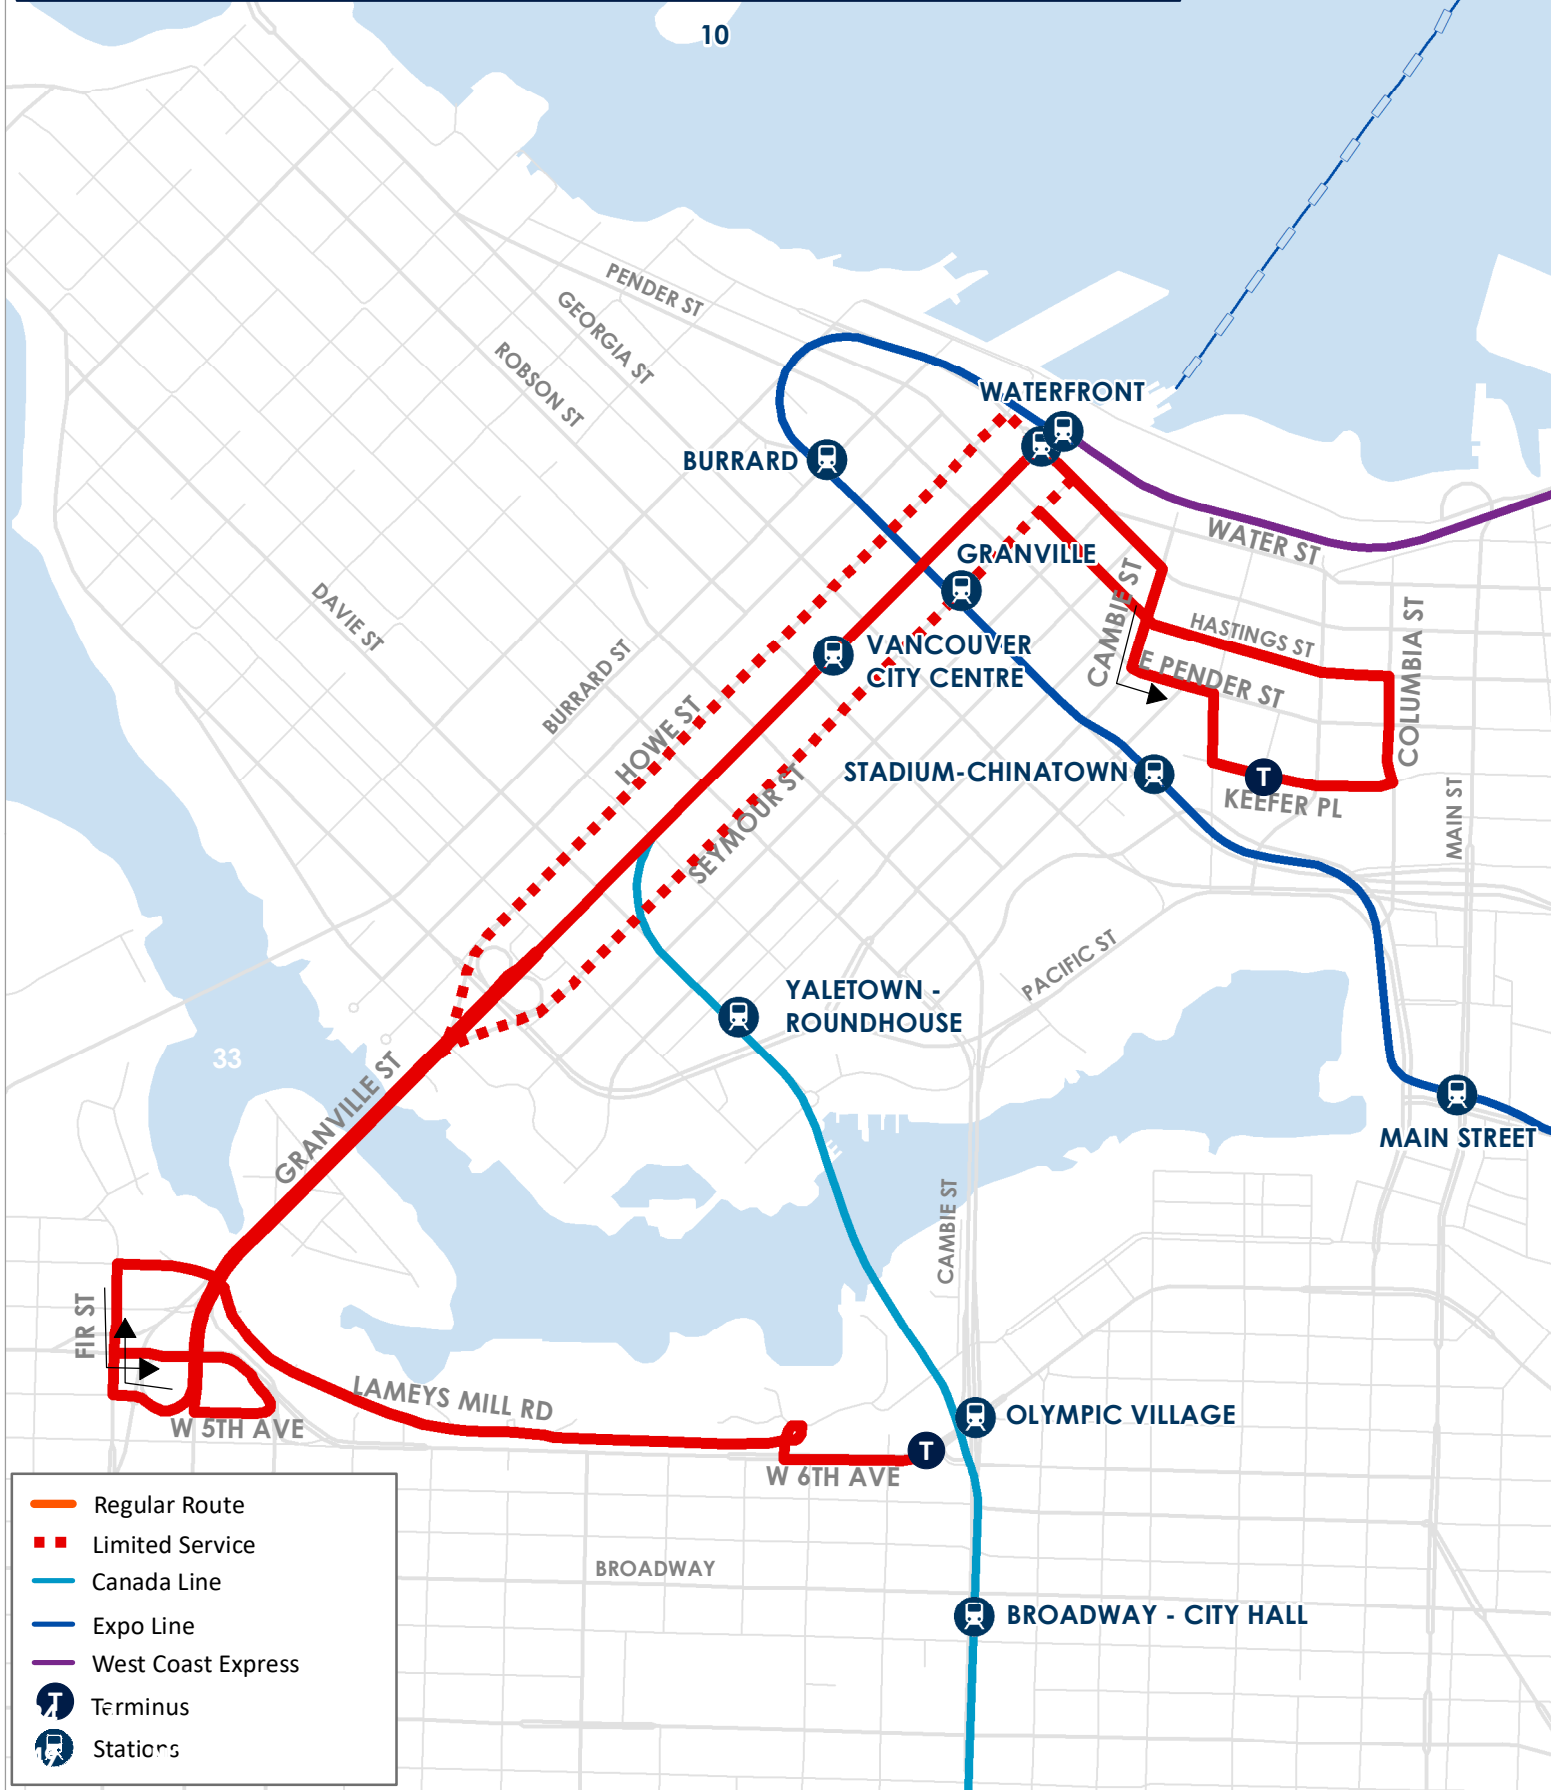 10
PENDER ST
GEORGIA ST
ROBSON ST
WATERFRONT
BURRARD
WATER ST
GRANVILLE
CAMBIE ST
HASTINGS ST
COLUMBIA ST
DAVIE ST
VANCOUVER
CITY CENTRE
E PENDER ST
BURRARD ST
HOWE ST
STADIUM-CHINATOWN
T
KEEFER PL
SEYMOUR ST
MAIN ST
PACIFIC ST
YALETOWN -
ROUNDHOUSE
33
GRANVILLE ST
MAIN STREET
CAMBIE ST
FIR ST
LAMEYS MILL RD
W 5TH AVE
OLYMPIC VILLAGE
T
W 6TH AVE
BROADWAY
BROADWAY - CITY HALL
Regular Route
Limited Service
Canada Line
Expo Line
West Coast Express
T Terminus
Stations